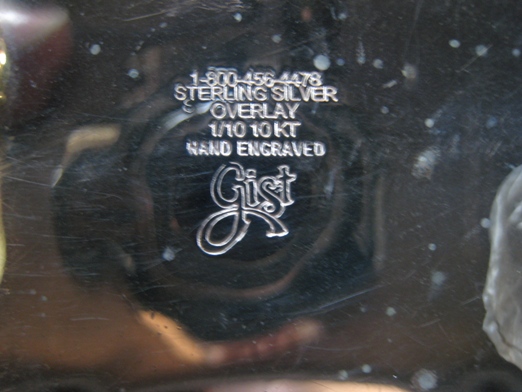 1-800-456-4478
STERLING SILVER
OVERLAY
1/10 10 KT
HAND ENGRAVED
Gist